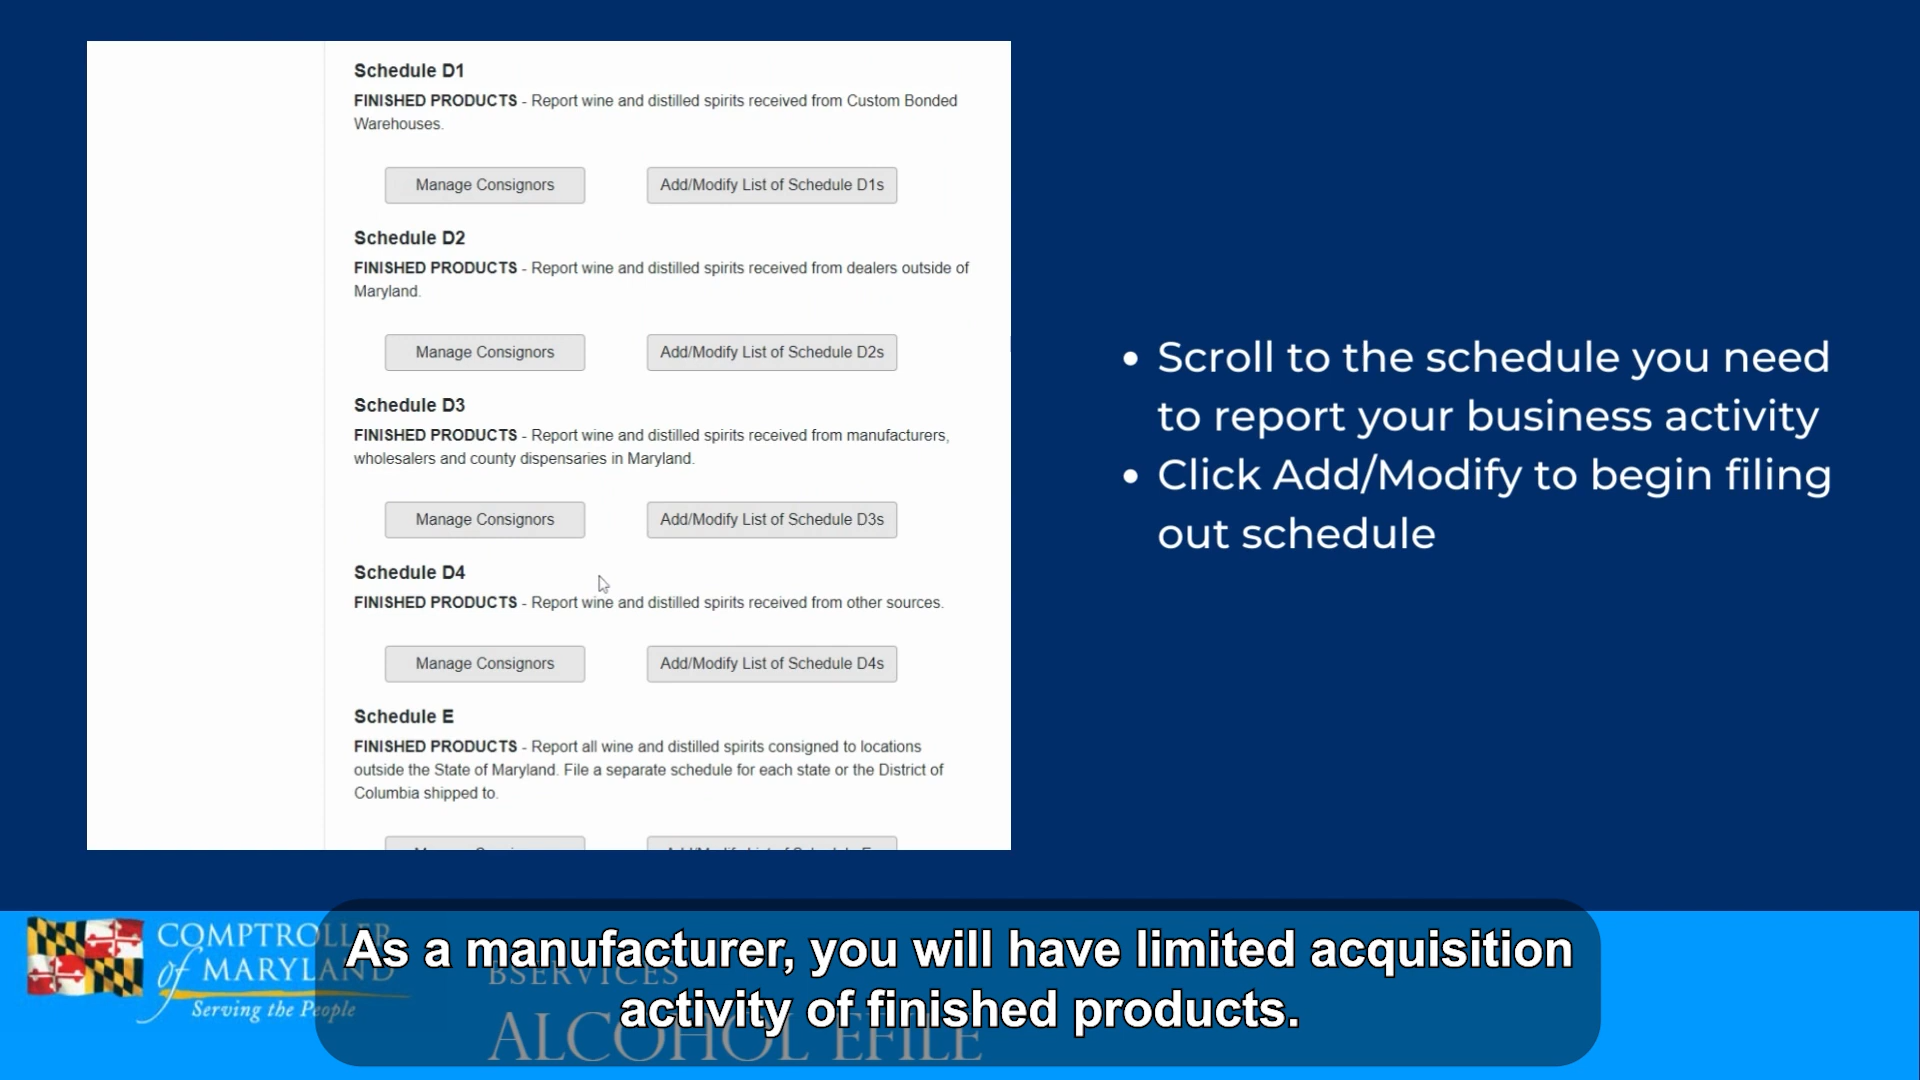 Schedule D1
FINISHED PRODUCTS - Report wine and distilled spirits received from Custom Bonded
Warehouses.
Manage Consignors
Add/Modify List of Schedule D1s
Schedule D2
FINISHED PRODUCTS - Report wine and distilled spirits received from dealers outside of
Maryland.
Manage Consignors
Add/Modify List of Schedule D2s
Schedule D3
FINISHED PRODUCTS - Report wine and distilled spirits received from manufacturers,
wholesalers and county dispensaries in Maryland.
Manage Consignors
Add/Modify List of Schedule D3s
Schedule D4
FINISHED PRODUCTS - Report wine and distilled spirits received from other sources.
Manage Consignors
Add/Modify List of Schedule D4s
Schedule E
FINISHED PRODUCTS - Report all wine and distilled spirits consigned to locations
outside the State of Maryland. File a separate schedule for each state or the District of
Columbia shipped to.
• Scroll to the schedule you need
to report your business activity
• Click Add/Modify to begin filing
out schedule
COMPTROLLER
of MARYLAND
Serving the People
BSERVICES
ALCOHOL EFILE
As a manufacturer, you will have limited acquisition
activity of finished products.